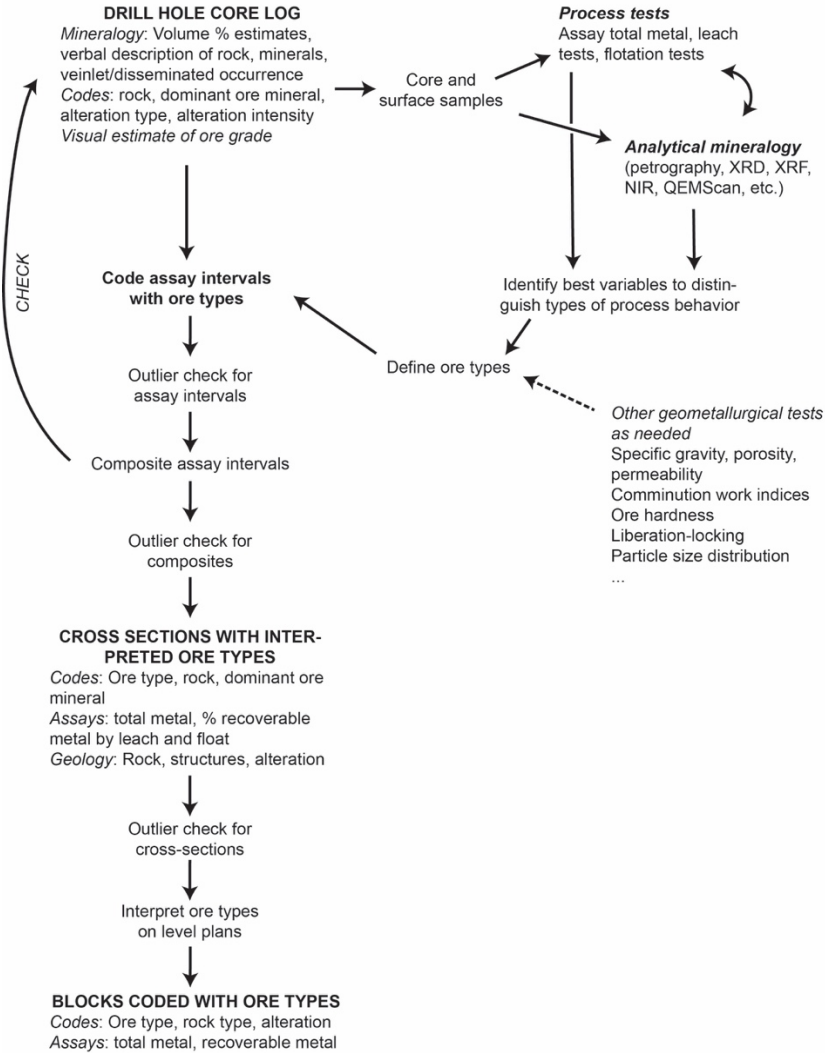 DRILL HOLE CORE LOG
Mineralogy: Volume % estimates,
verbal description of rock, minerals,
veinlet/disseminated occurrence
Codes: rock, dominant ore mineral,
alteration type, alteration intensity
Visual estimate of ore grade
Core and
surface samples
Process tests
Assay total metal, leach
tests, flotation tests
Analytical mineralogy
(petrography, XRD, XRF,
NIR, QEMScan, etc.)
Identify best variables to distin-
guish types of process behavior
Define ore types
Other geometallurgical tests
as needed
Specific gravity, porosity,
permeability
Comminution work indices
Ore hardness
Liberation-locking
Particle size distribution
...
CHECK
Code assay intervals
with ore types
Outlier check for
assay intervals
Composite assay intervals
Outlier check for
composites
CROSS SECTIONS WITH INTER-
PRETED ORE TYPES
Codes: Ore type, rock, dominant ore
mineral
Assays: total metal, % recoverable
metal by leach and float
Geology: Rock, structures, alteration
Outlier check for
cross-sections
Interpret ore types
on level plans
BLOCKS CODED WITH ORE TYPES
Codes: Ore type, rock type, alteration
Assays: total metal, recoverable metal